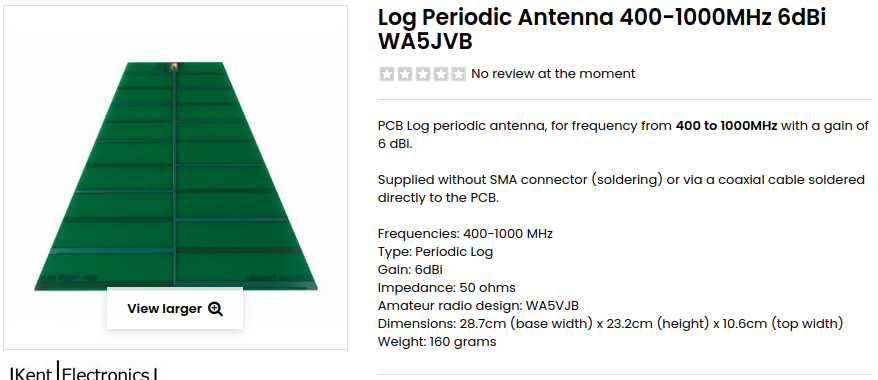 Log Periodic Antenna 400-1000MHz 6dBi
WA5JVB
No review at the moment
PCB Log periodic antenna, for frequency from 400 to 1000MHz with a gain of
6 dBi.
Supplied without SMA connector (soldering) or via a coaxial cable soldered
directly to the PCB.
Frequencies: 400-1000 MHz
Type: Periodic Log
Gain: 6dBi
Impedance: 50 ohms
Amateur radio design: WA5VJB
Dimensions: 28.7cm (base width) x 23.2cm (height) x 10.6cm (top width)
Weight: 160 grams
View larger
Kent Electronics